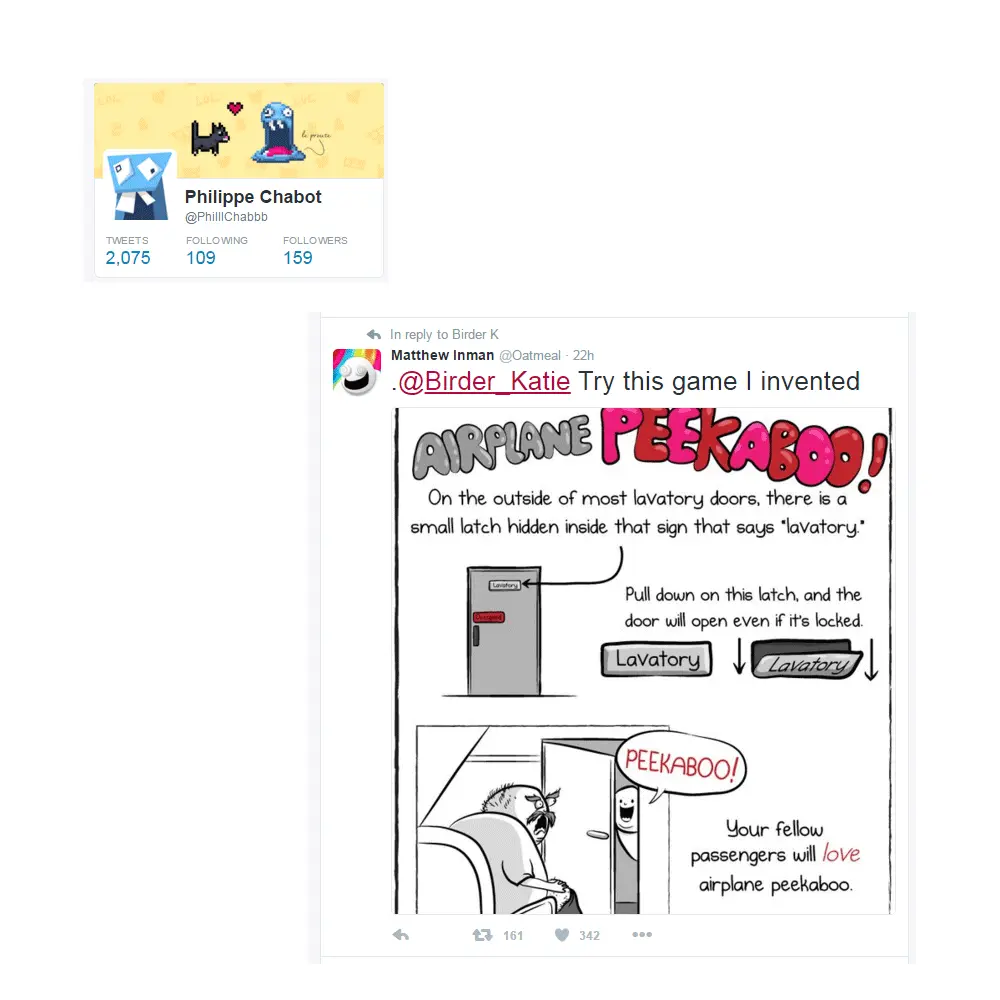 LOL
le prouts
Philippe Chabot
@PhilllChabbb
TWEETS FOLLOWING FOLLOWERS
2,075 109 159
In reply to Birder K
Matthew Inman @Oatmeal · 22h
.@Birder_Katie Try this game I invented
AIRPLANE PEEKABOO!
On the outside of most lavatory doors, there is a
small latch hidden inside that sign that says "lavatory."
Lavatory
Occupied
Pull down on this latch, and the
door will open even if it's locked.
Lavatory Lavatory
PEEKABOO!
Your fellow
passengers will love
airplane peekaboo.
161 342